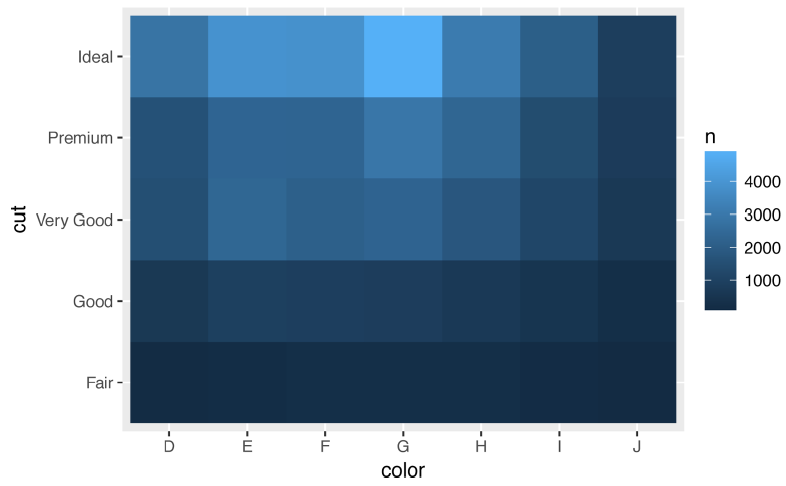 Ideal
Premium
Very Good
Good
Fair
cut
D E F G H I J
color
n
4000
3000
2000
1000